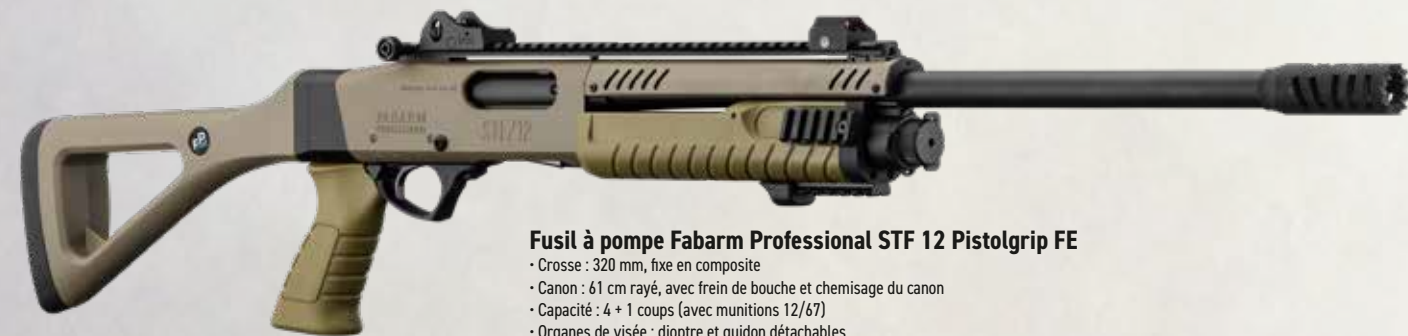 FABARM
PROFESSIONAL
STF/12
Fusil à pompe Fabarm Professional STF 12 Pistolgrip FE
• Crosse : 320 mm, fixe en composite
• Canon : 61 cm rayé, avec frein de bouche et chemisage du canon
• Capacité : 4 + 1 coups (avec munitions 12/67)
• Organes de visée : dioptre et guidon détachables